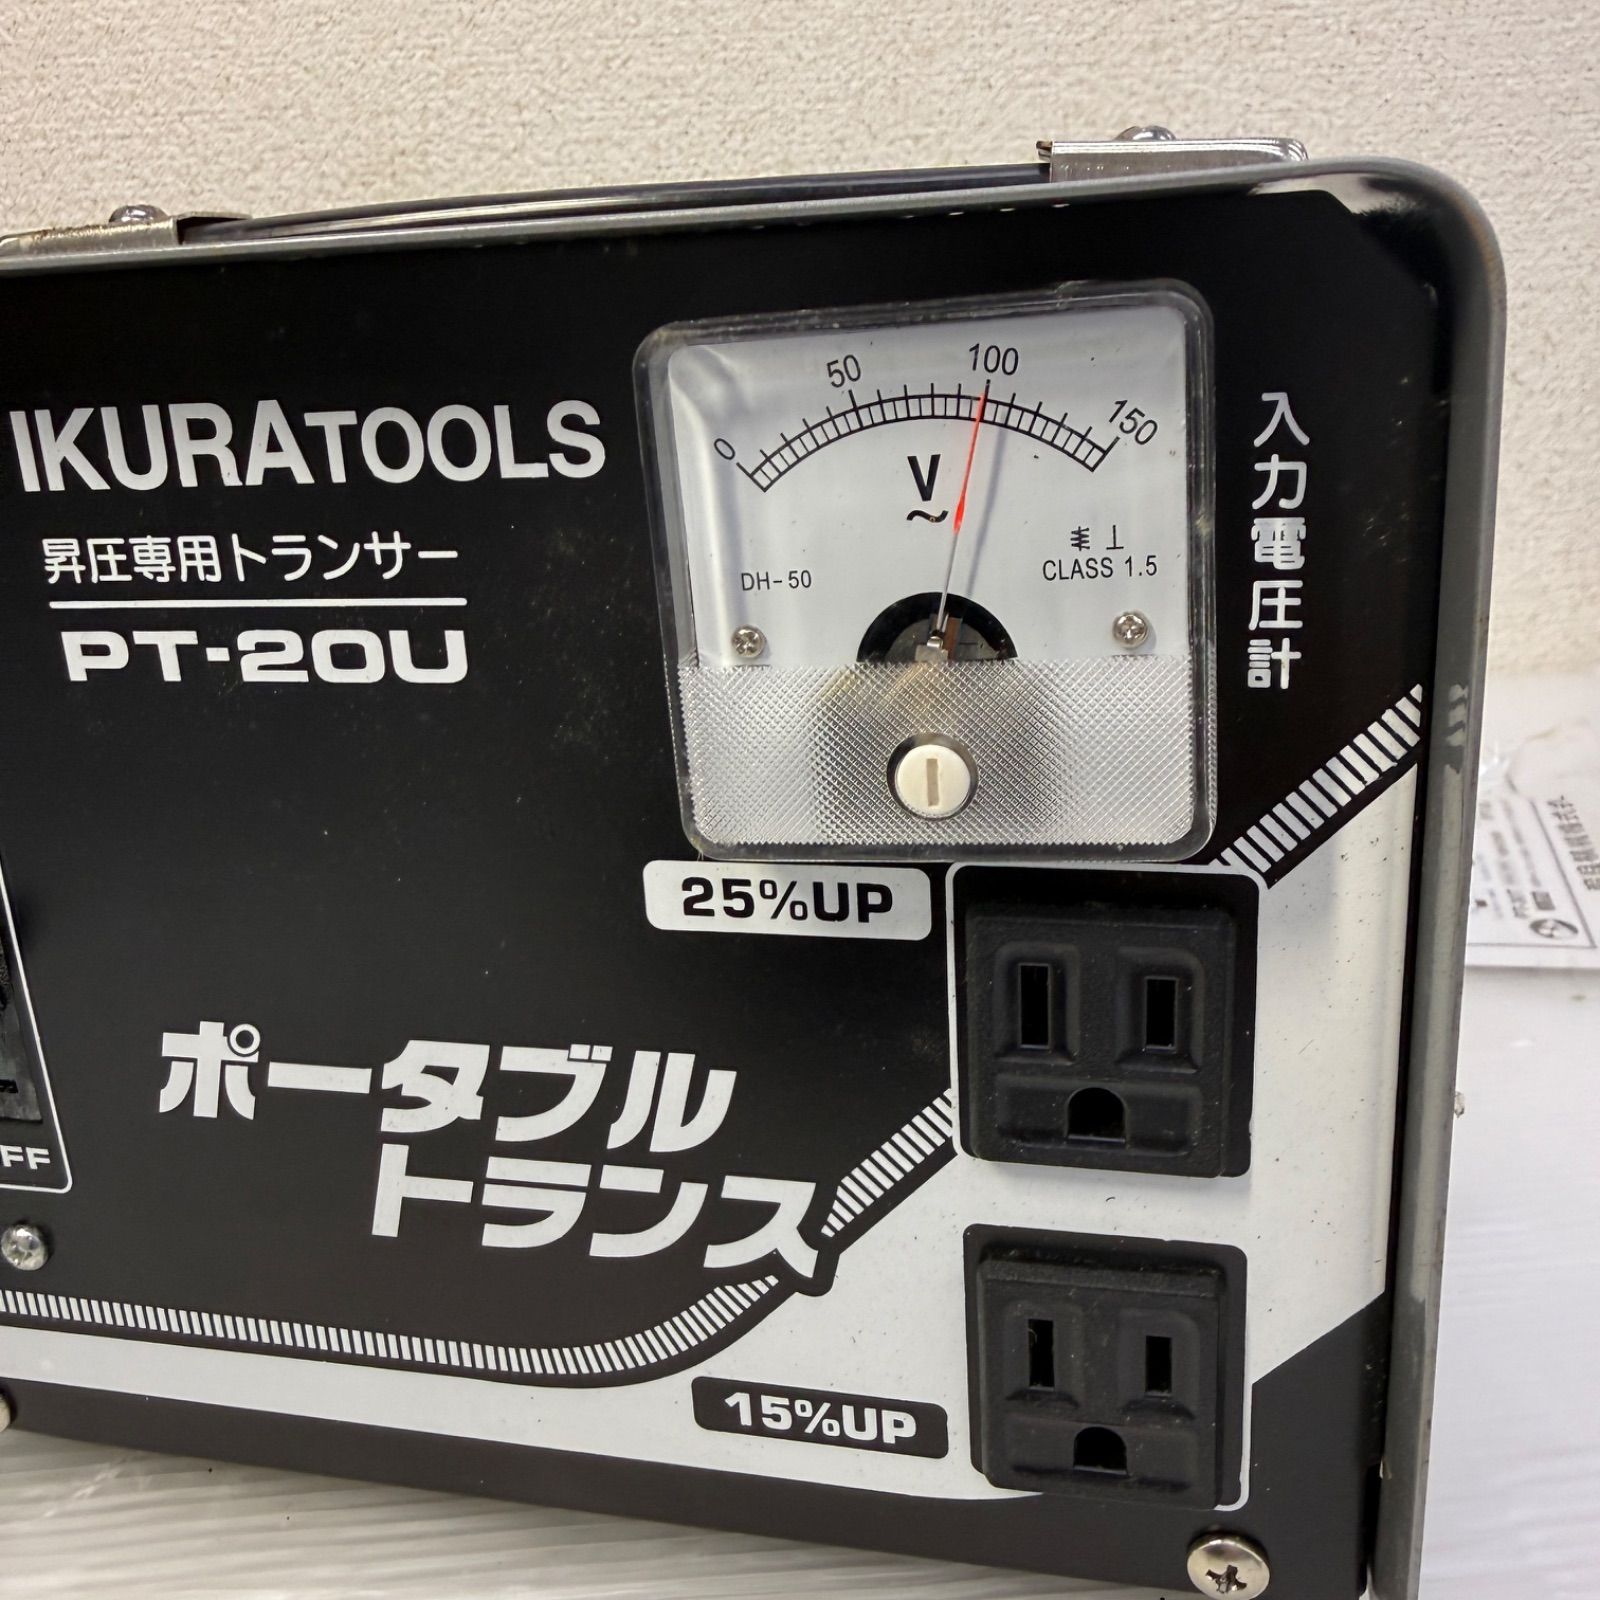 IKURATOOLS
昇圧専用トランサー
PT-20U
0 50 100 150
V
~
DH-50
CLASS 1.5
入力電圧計
25%UP
ポータブル
トランス
FF
15%UP